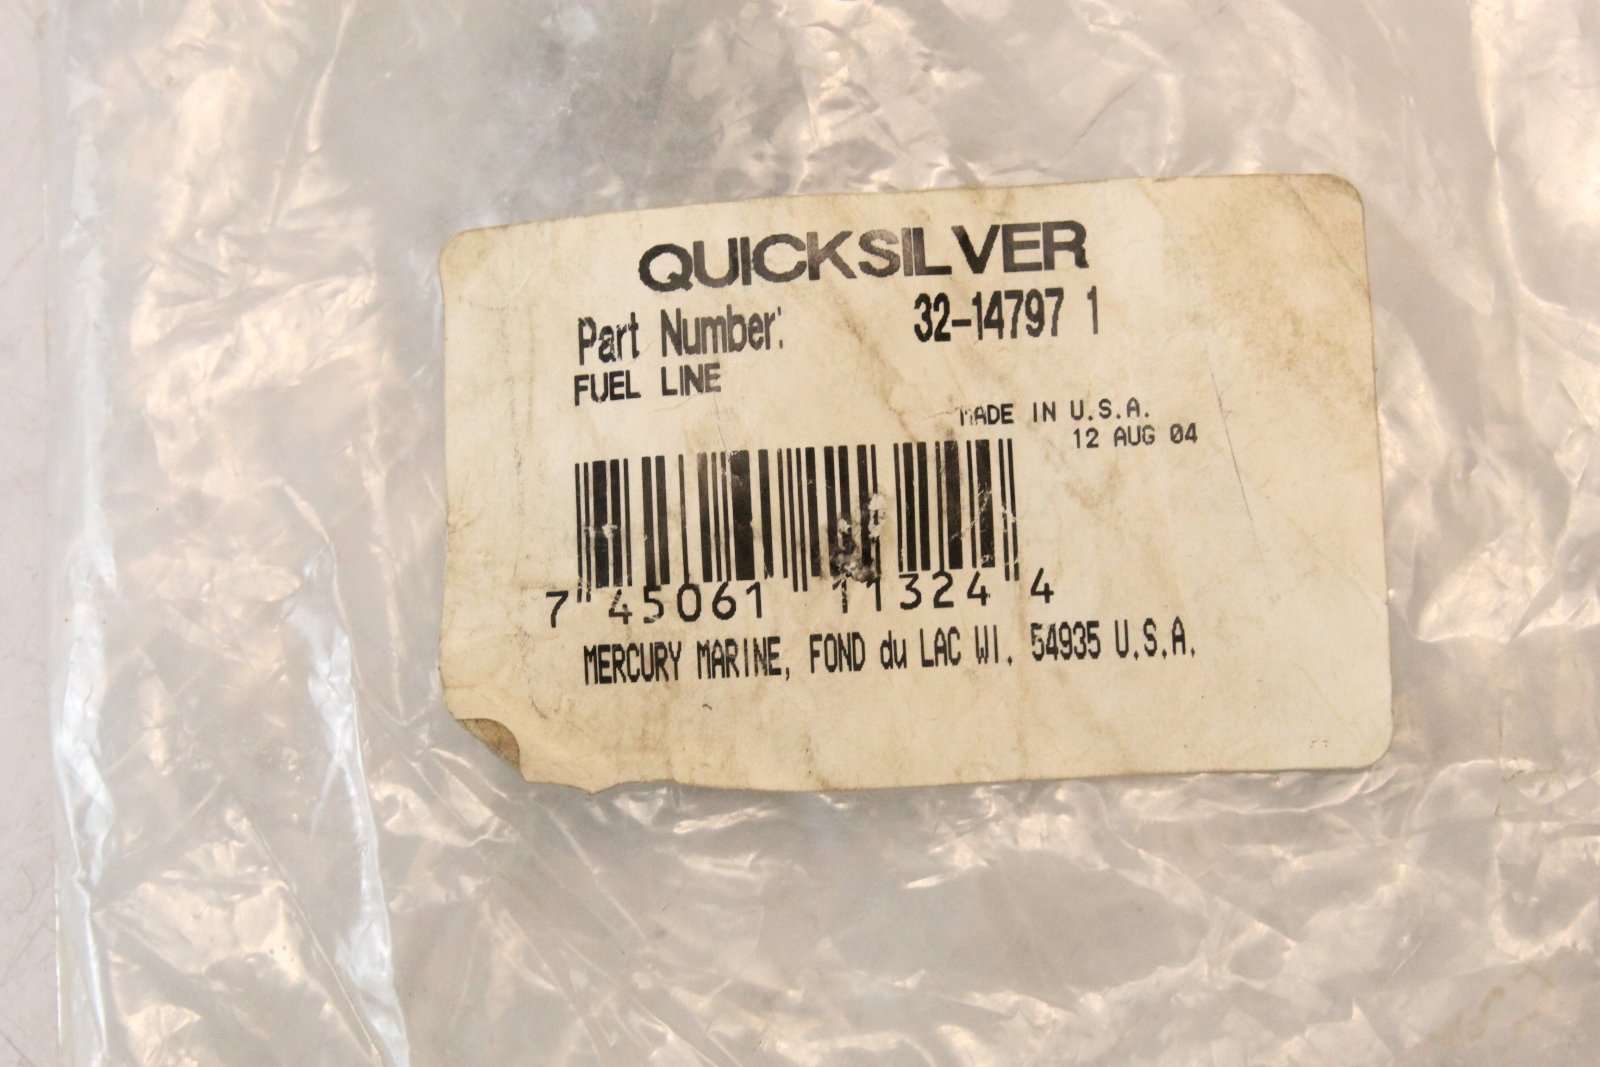 QUICKSILVER
Part Number: 32-14797 1
FUEL LINE
MADE IN U.S.A.
12 AUG 04
7 45061 11324 4
MERCURY MARINE, FOND du LAC WI. 54935 U.S.A.